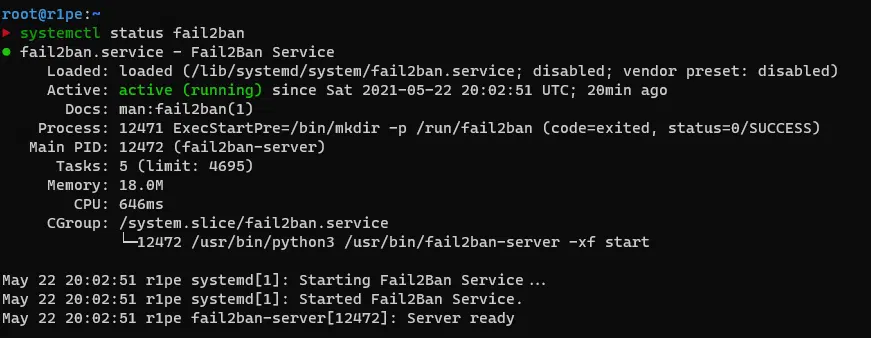 root@r1pe:~
▶ systemctl status fail2ban
● fail2ban.service - Fail2Ban Service
Loaded: loaded (/lib/systemd/system/fail2ban.service; disabled; vendor preset: disabled)
Active: active (running) since Sat 2021-05-22 20:02:51 UTC; 20min ago
Docs: man:fail2ban(1)
Process: 12471 ExecStartPre=/bin/mkdir -p /run/fail2ban (code=exited, status=0/SUCCESS)
Main PID: 12472 (fail2ban-server)
Tasks: 5 (limit: 4695)
Memory: 18.0M
CPU: 646ms
CGroup: /system.slice/fail2ban.service
└─12472 /usr/bin/python3 /usr/bin/fail2ban-server -xf start

May 22 20:02:51 r1pe systemd[1]: Starting Fail2Ban Service...
May 22 20:02:51 r1pe systemd[1]: Started Fail2Ban Service.
May 22 20:02:51 r1pe fail2ban-server[12472]: Server ready